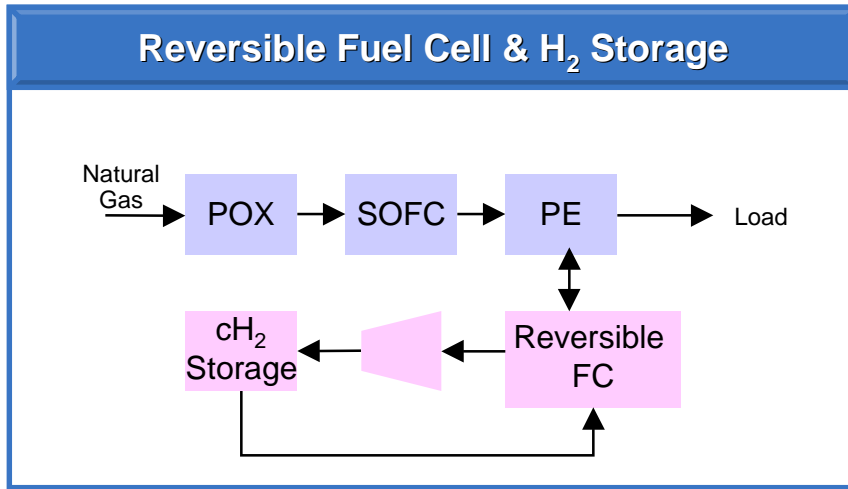 Reversible Fuel Cell & H₂ Storage
Natural
Gas
POX
SOFC
PE
Load
cH₂
Storage
Reversible
FC